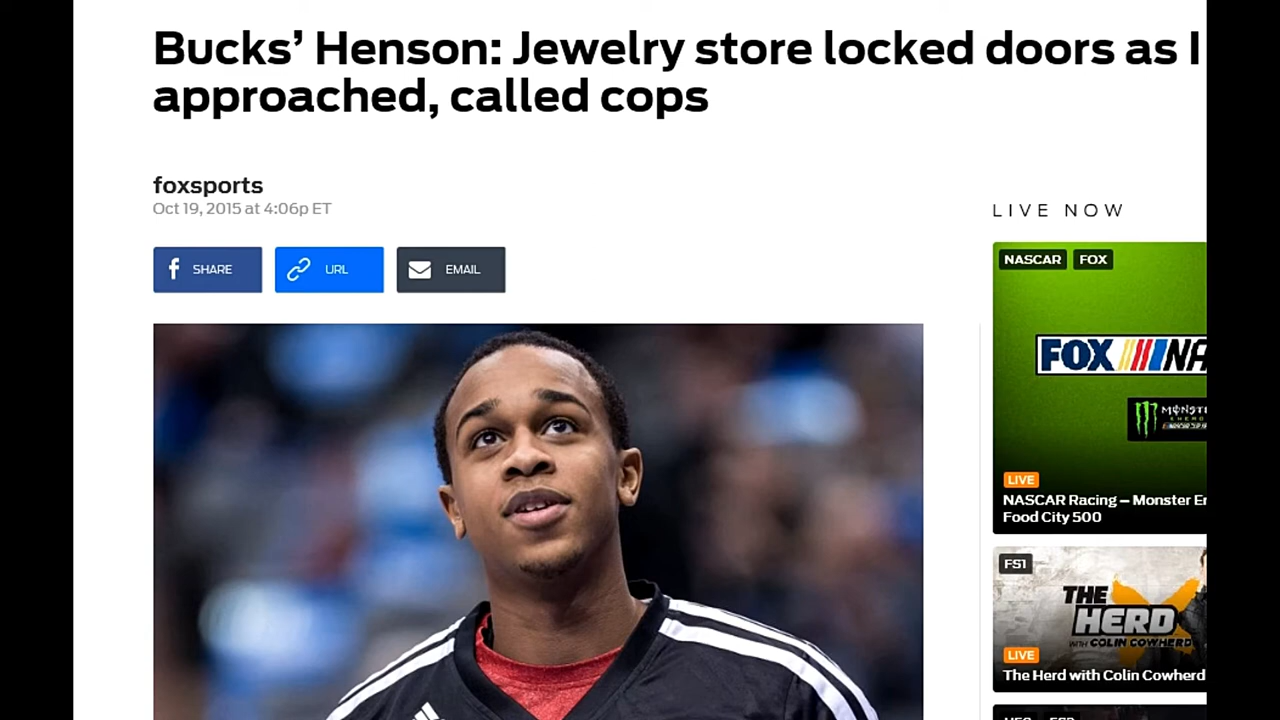 Bucks’ Henson: Jewelry store locked doors as I
approached, called cops
foxsports
Oct 19, 2015 at 4:06p ET
SHARE
URL
EMAIL
LIVE NOW
NASCAR
FOX
FOX
LIVE
NASCAR Racing – Monster
Food City 500
FS1
THE
HERD
WITH COLIN COWHERD
LIVE
The Herd with Colin Cowherd